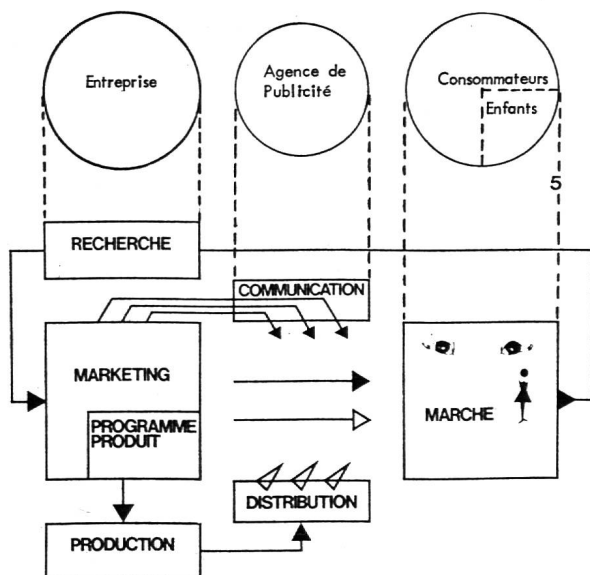 Entreprise
Agence de
Publicité
Consommateurs
Enfants
5
RECHERCHE
COMMUNICATION
MARKETING
PROGRAMME
PRODUIT
MARCHE
DISTRIBUTION
PRODUCTION